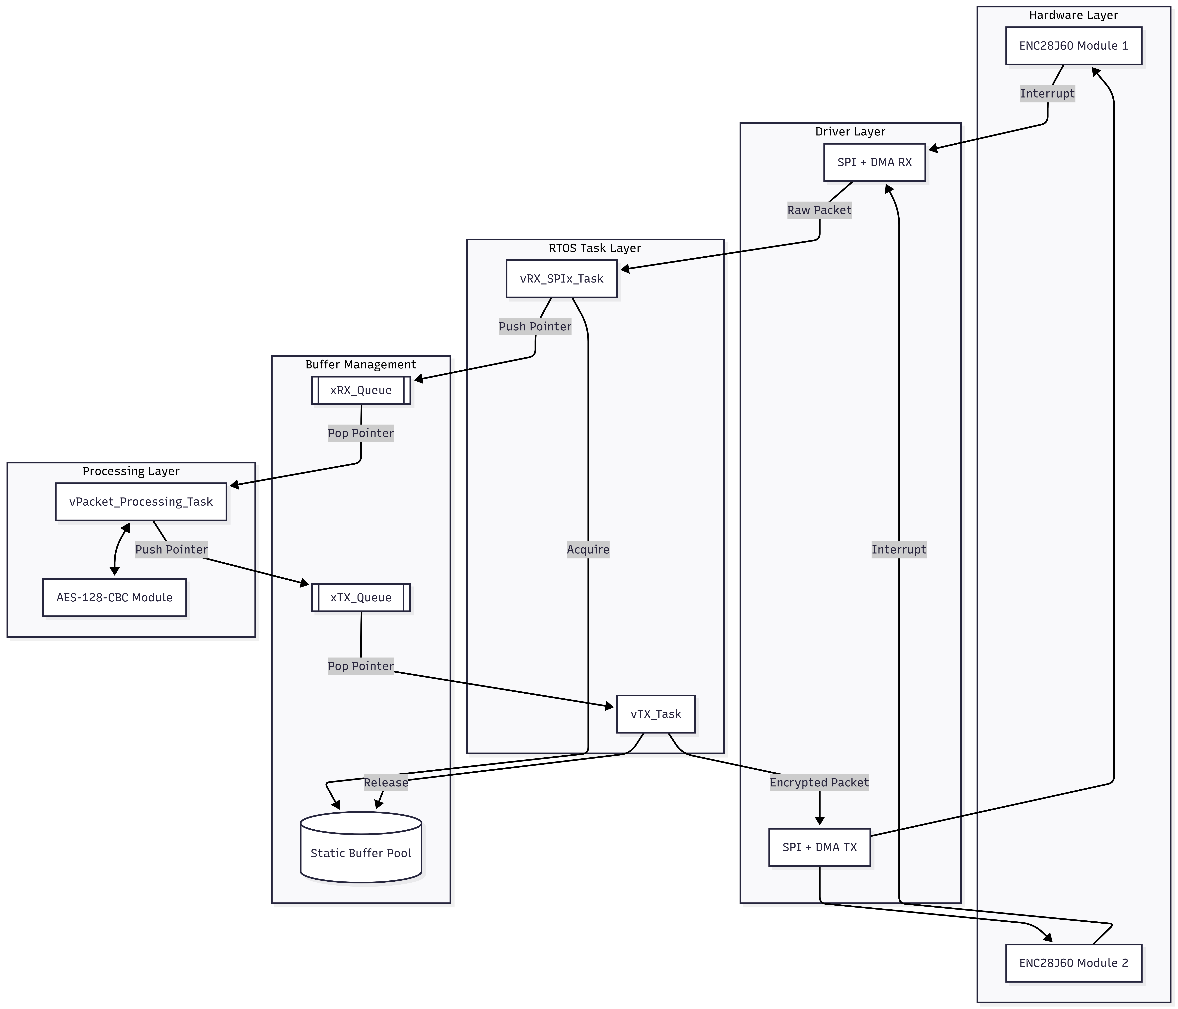 Hardware Layer
ENC28J60 Module 1
Interrupt
Driver Layer
SPI + DMA RX
Raw Packet
RTOS Task Layer
vRX_SPIx_Task
Push Pointer
Buffer Management
xRX_Queue
Pop Pointer
Processing Layer
vPacket_Processing_Task
Push Pointer
Acquire
Interrupt
AES-128-CBC Module
xTX_Queue
Pop Pointer
vTX_Task
Release
Encrypted Packet
Static Buffer Pool
SPI + DMA TX
ENC28J60 Module 2